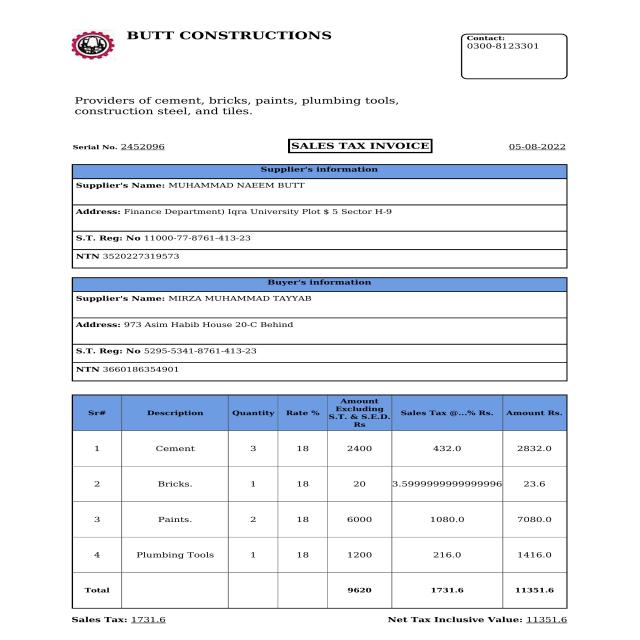 BUTT CONSTRUCTIONS
Contact:
0300-8123301
Providers of cement, bricks, paints, plumbing tools,
construction steel, and tiles.
Serial No. 2452096 SALES TAX INVOICE 05-08-2022
Supplier's information
Supplier's Name: MUHAMMAD NAEEM BUTT
Address: Finance Department) Iqra University Plot $ 5 Sector H-9
S.T. Reg: No 11000-77-8761-413-23
NTN 3520227319573
Buyer's information
Supplier's Name: MIRZA MUHAMMAD TAYYAB
Address: 973 Asim Habib House 20-C Behind
S.T. Reg: No 5295-5341-8761-413-23
NTN 3660186354901
Sr# Description Quantity Rate % Amount Excluding S.T. & S.E.D. Rs Sales Tax @...% Rs. Amount Rs.
1 Cement 3 18 2400 432.0 2832.0
2 Bricks. 1 18 20 3.5999999999999996 23.6
3 Paints. 2 18 6000 1080.0 7080.0
4 Plumbing Tools 1 18 1200 216.0 1416.0
Total 9620 1731.6 11351.6
Sales Tax: 1731.6 Net Tax Inclusive Value: 11351.6